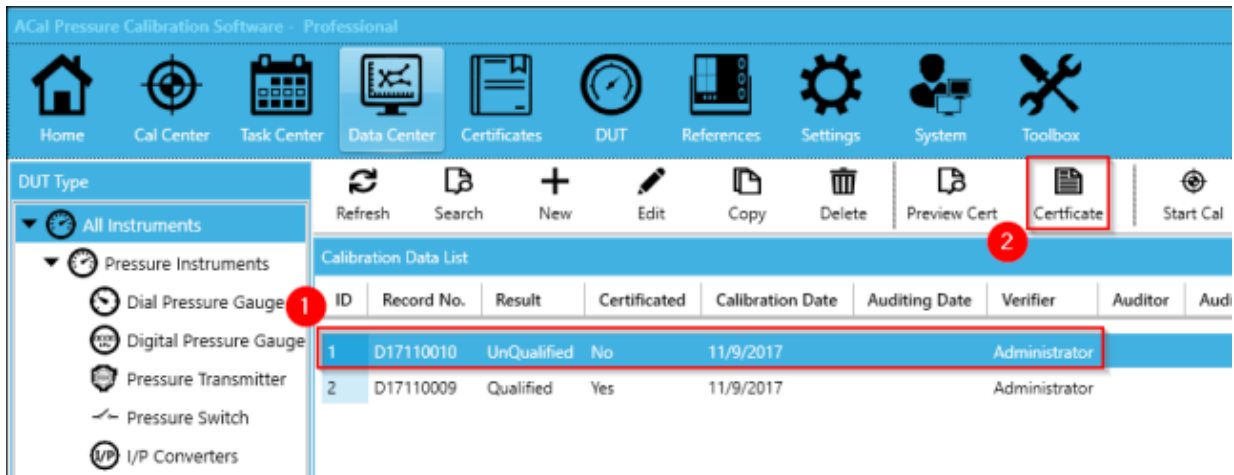 ACal Pressure Calibration Software - Professional
Home Cal Center Task Center Data Center Certificates DUT References Settings System Toolbox
DUT Type
Refresh Search New Edit Copy Delete Preview Cert Certficate Start Cal
All Instruments
2
Pressure Instruments
Calibration Data List
1
Dial Pressure Gauge
ID Record No. Result Certificated Calibration Date Auditing Date Verifier Auditor Audi
Digital Pressure Gauge
1 D17110010 UnQualified No 11/9/2017 Administrator
Pressure Transmitter
2 D17110009 Qualified Yes 11/9/2017 Administrator
Pressure Switch
I/P I/P Converters